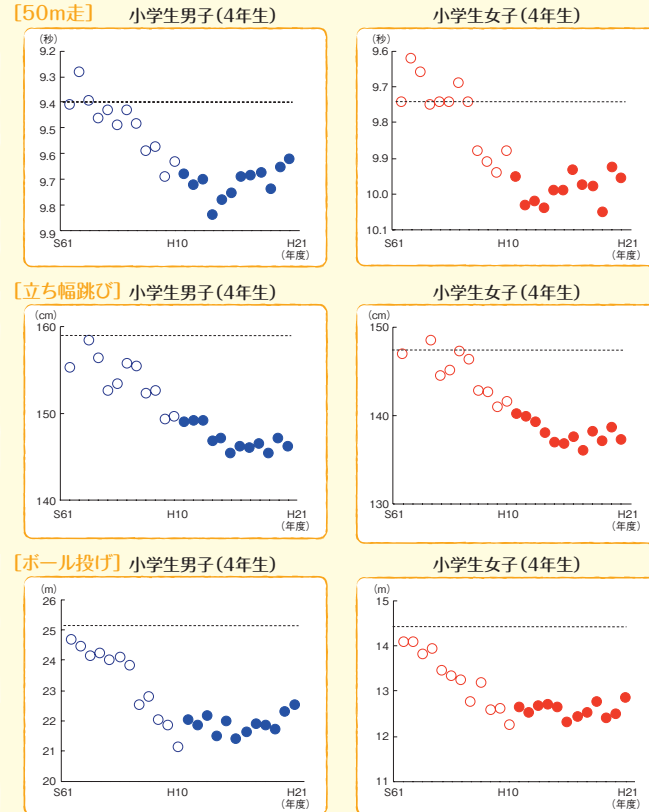 [50m走] 小学生男子(4年生) 小学生女子(4年生)
(秒)
9.2
9.3
9.4
9.5
9.6
9.7
9.8
9.9
S61 H10 H21
(年度)
(秒)
9.6
9.7
9.8
9.9
10.0
10.1
S61 H10 H21
(年度)
[立ち幅跳び] 小学生男子(4年生) 小学生女子(4年生)
(cm)
160
150
140
S61 H10 H21
(年度)
(cm)
150
140
130
S61 H10 H21
(年度)
[ボール投げ] 小学生男子(4年生) 小学生女子(4年生)
(m)
26
25
24
23
22
21
20
S61 H10 H21
(年度)
(m)
15
14
13
12
11
S61 H10 H21
(年度)